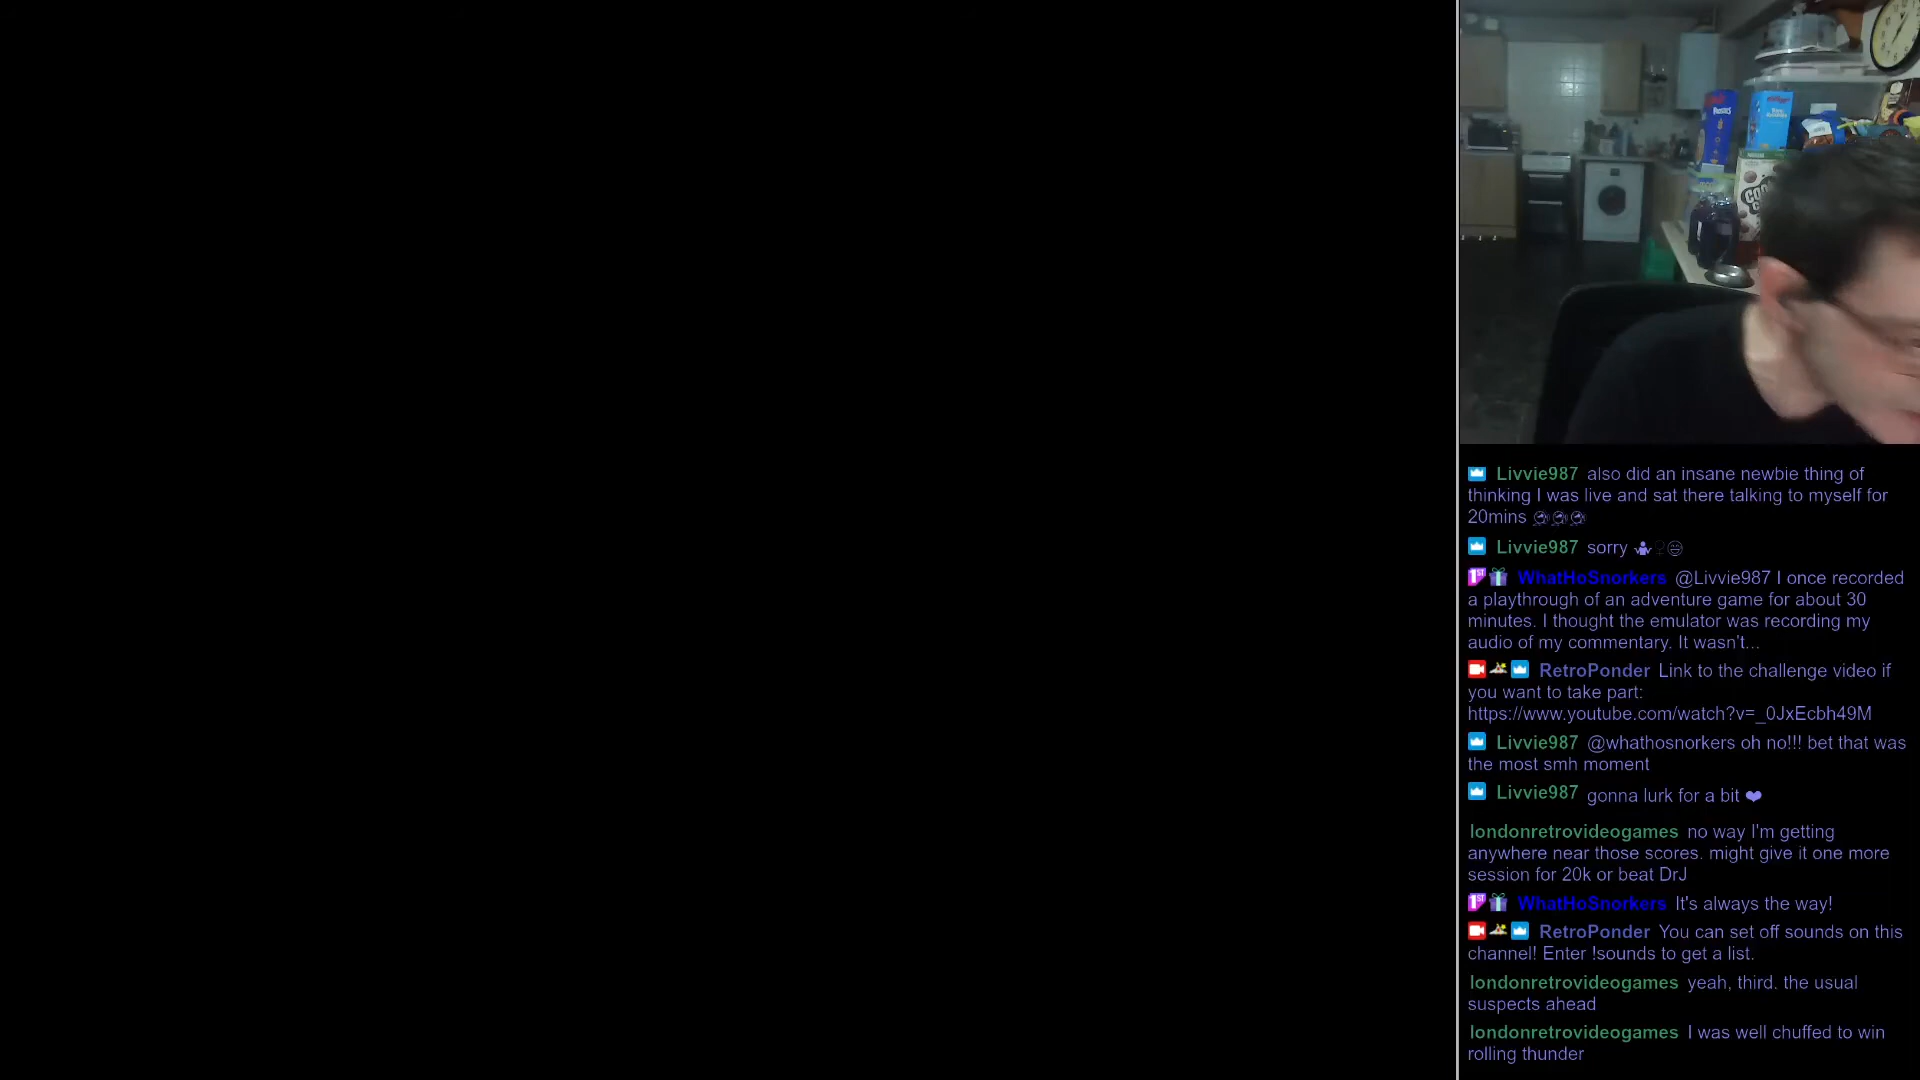 Livvie987 also did an insane newbie thing of
thinking I was live and sat there talking to myself for
20mins
Livvie987 sorry
WhatHoSnorkers @Livvie987 I once recorded
a playthrough of an adventure game for about 30
minutes. I thought the emulator was recording my
audio of my commentary. It wasn't...
RetroPonder Link to the challenge video if
you want to take part:
https://www.youtube.com/watch?v=_0JxEcbh49M
Livvie987 @whathosnorkers oh no!!! bet that was
the most smh moment
Livvie987 gonna lurk for a bit ❤
londonretrovideogames no way I'm getting
anywhere near those scores. might give it one more
session for 20k or beat DrJ
WhatHoSnorkers It's always the way!
RetroPonder You can set off sounds on this
channel! Enter !sounds to get a list.
londonretrovideogames yeah, third. the usual
suspects ahead
londonretrovideogames I was well chuffed to win
rolling thunder